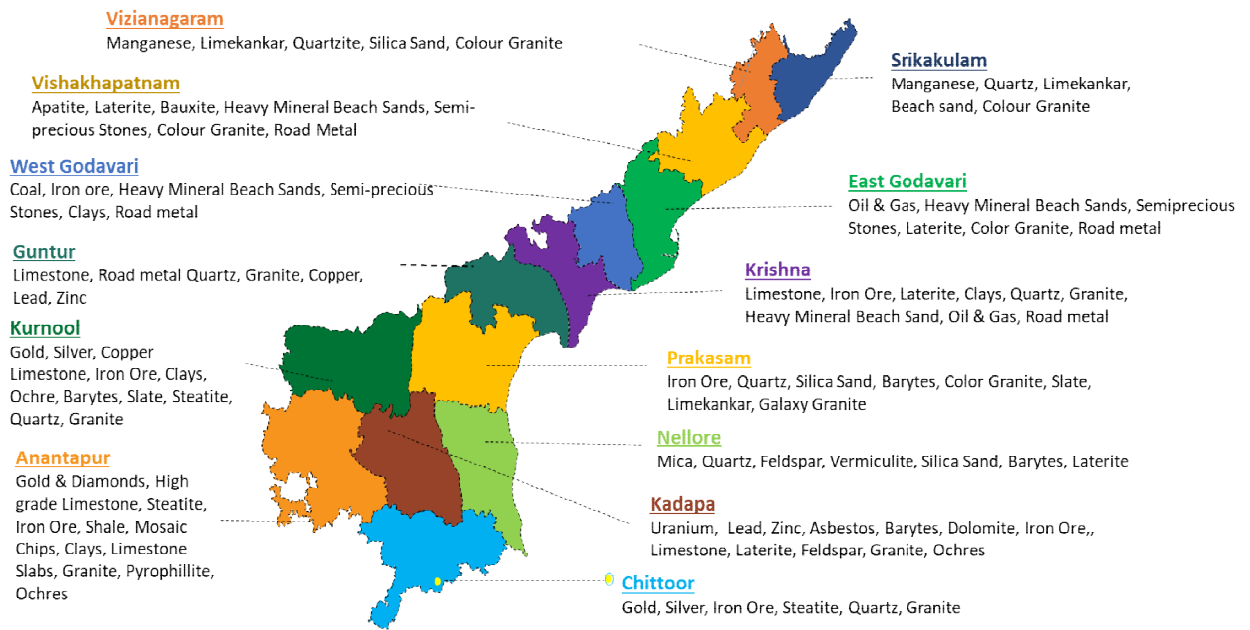 Vizianagaram
Manganese, Limekankar, Quartzite, Silica Sand, Colour Granite
Vishakhapatnam
Apatite, Laterite, Bauxite, Heavy Mineral Beach Sands, Semi-
precious Stones, Colour Granite, Road Metal
West Godavari
Coal, Iron ore, Heavy Mineral Beach Sands, Semi-precious
Stones, Clays, Road metal
Guntur
Limestone, Road metal Quartz, Granite, Copper,
Lead, Zinc
Kurnool
Gold, Silver, Copper
Limestone, Iron Ore, Clays,
Ochre, Barytes, Slate, Steatite,
Quartz, Granite
Anantapur
Gold & Diamonds, High
grade Limestone, Steatite,
Iron Ore, Shale, Mosaic
Chips, Clays, Limestone
Slabs, Granite, Pyrophillite,
Ochres
Srikakulam
Manganese, Quartz, Limekankar,
Beach sand, Colour Granite
East Godavari
Oil & Gas, Heavy Mineral Beach Sands, Semiprecious
Stones, Laterite, Color Granite, Road metal
Krishna
Limestone, Iron Ore, Laterite, Clays, Quartz, Granite,
Heavy Mineral Beach Sand, Oil & Gas, Road metal
Prakasam
Iron Ore, Quartz, Silica Sand, Barytes, Color Granite, Slate,
Limekankar, Galaxy Granite
Nellore
Mica, Quartz, Feldspar, Vermiculite, Silica Sand, Barytes, Laterite
Kadapa
Uranium, Lead, Zinc, Asbestos, Barytes, Dolomite, Iron Ore,,
Limestone, Laterite, Feldspar, Granite, Ochres
Chittoor
Gold, Silver, Iron Ore, Steatite, Quartz, Granite